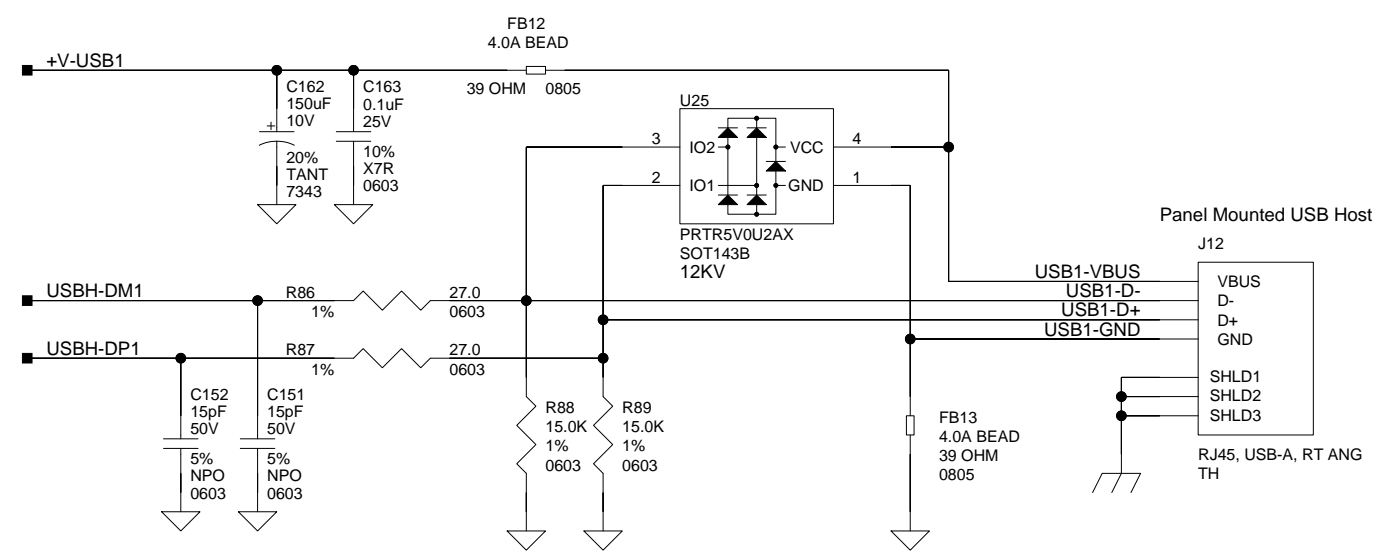 FB12
4.0A BEAD
+V-USB1
39 OHM 0805
C162
150uF
10V
+
20%
TANT
7343
C163
0.1uF
25V
10%
X7R
0603
U25
3 IO2 VCC 4
2 IO1 GND 1
PRTR5V0U2AX
SOT143B
12KV
Panel Mounted USB Host
J12
USB1-VBUS VBUS
USB1-D- D-
USB1-D+ D+
USB1-GND GND
SHLD1
SHLD2
SHLD3
RJ45, USB-A, RT ANG
TH
USBH-DM1
R86 27.0
1% 0603
USBH-DP1
R87 27.0
1% 0603
C152
15pF
50V
5%
NPO
0603
C151
15pF
50V
5%
NPO
0603
R88
15.0K
1%
0603
R89
15.0K
1%
0603
FB13
4.0A BEAD
39 OHM
0805